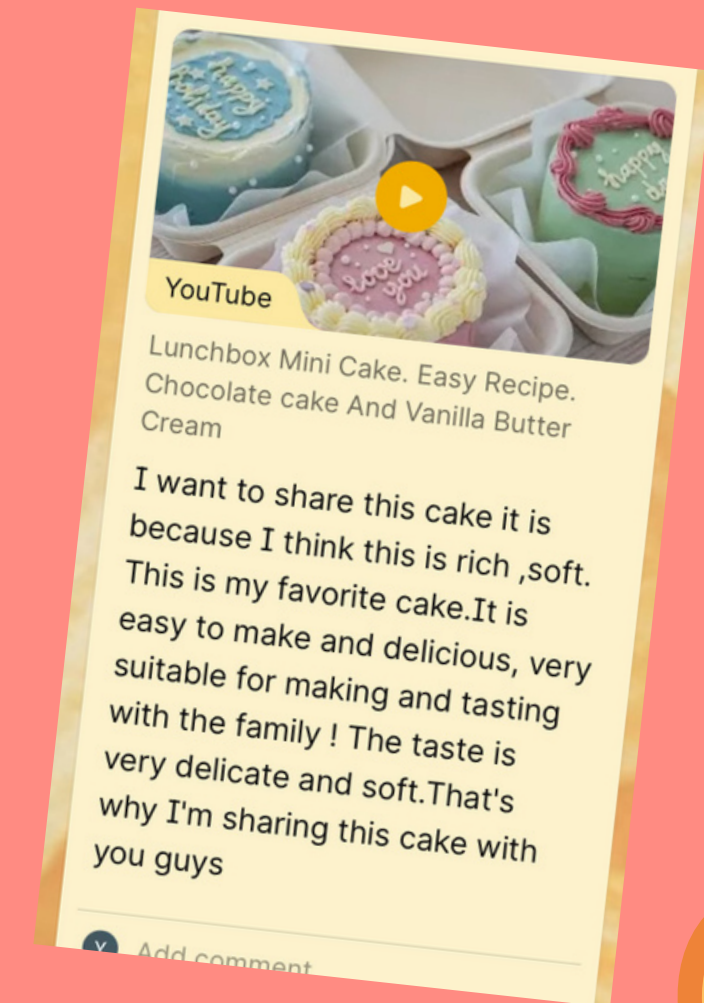 happy
holiday
happy
love
you
YouTube
Lunchbox Mini Cake. Easy Recipe.
Chocolate cake And Vanilla Butter
Cream
I want to share this cake it is
because I think this is rich ,soft.
This is my favorite cake.It is
easy to make and delicious, very
suitable for making and tasting
with the family ! The taste is
very delicate and soft.That's
why I'm sharing this cake with
you guys
Y
Add comment